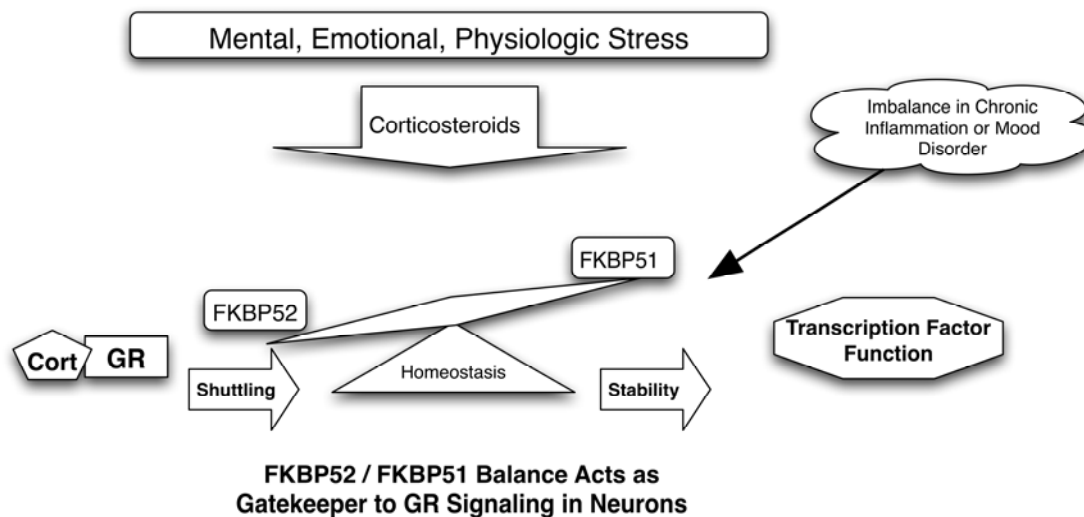 Mental, Emotional, Physiologic Stress
Corticosteroids
Imbalance in Chronic
Inflammation or Mood
Disorder
FKBP51
FKBP52
Cort
GR
Shuttling
Homeostasis
Stability
Transcription Factor
Function
FKBP52 / FKBP51 Balance Acts as
Gatekeeper to GR Signaling in Neurons